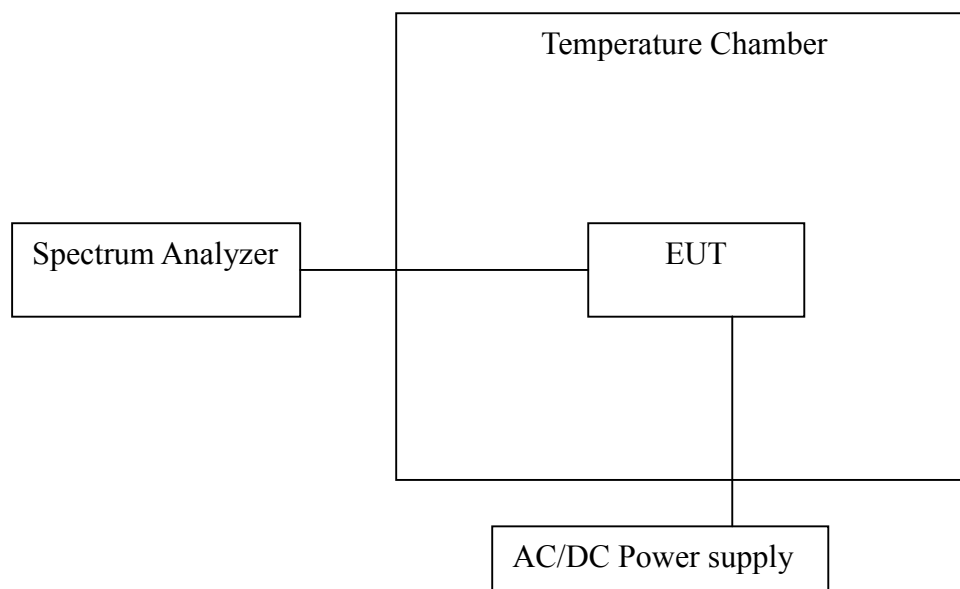 Temperature Chamber
Spectrum Analyzer
EUT
AC/DC Power supply